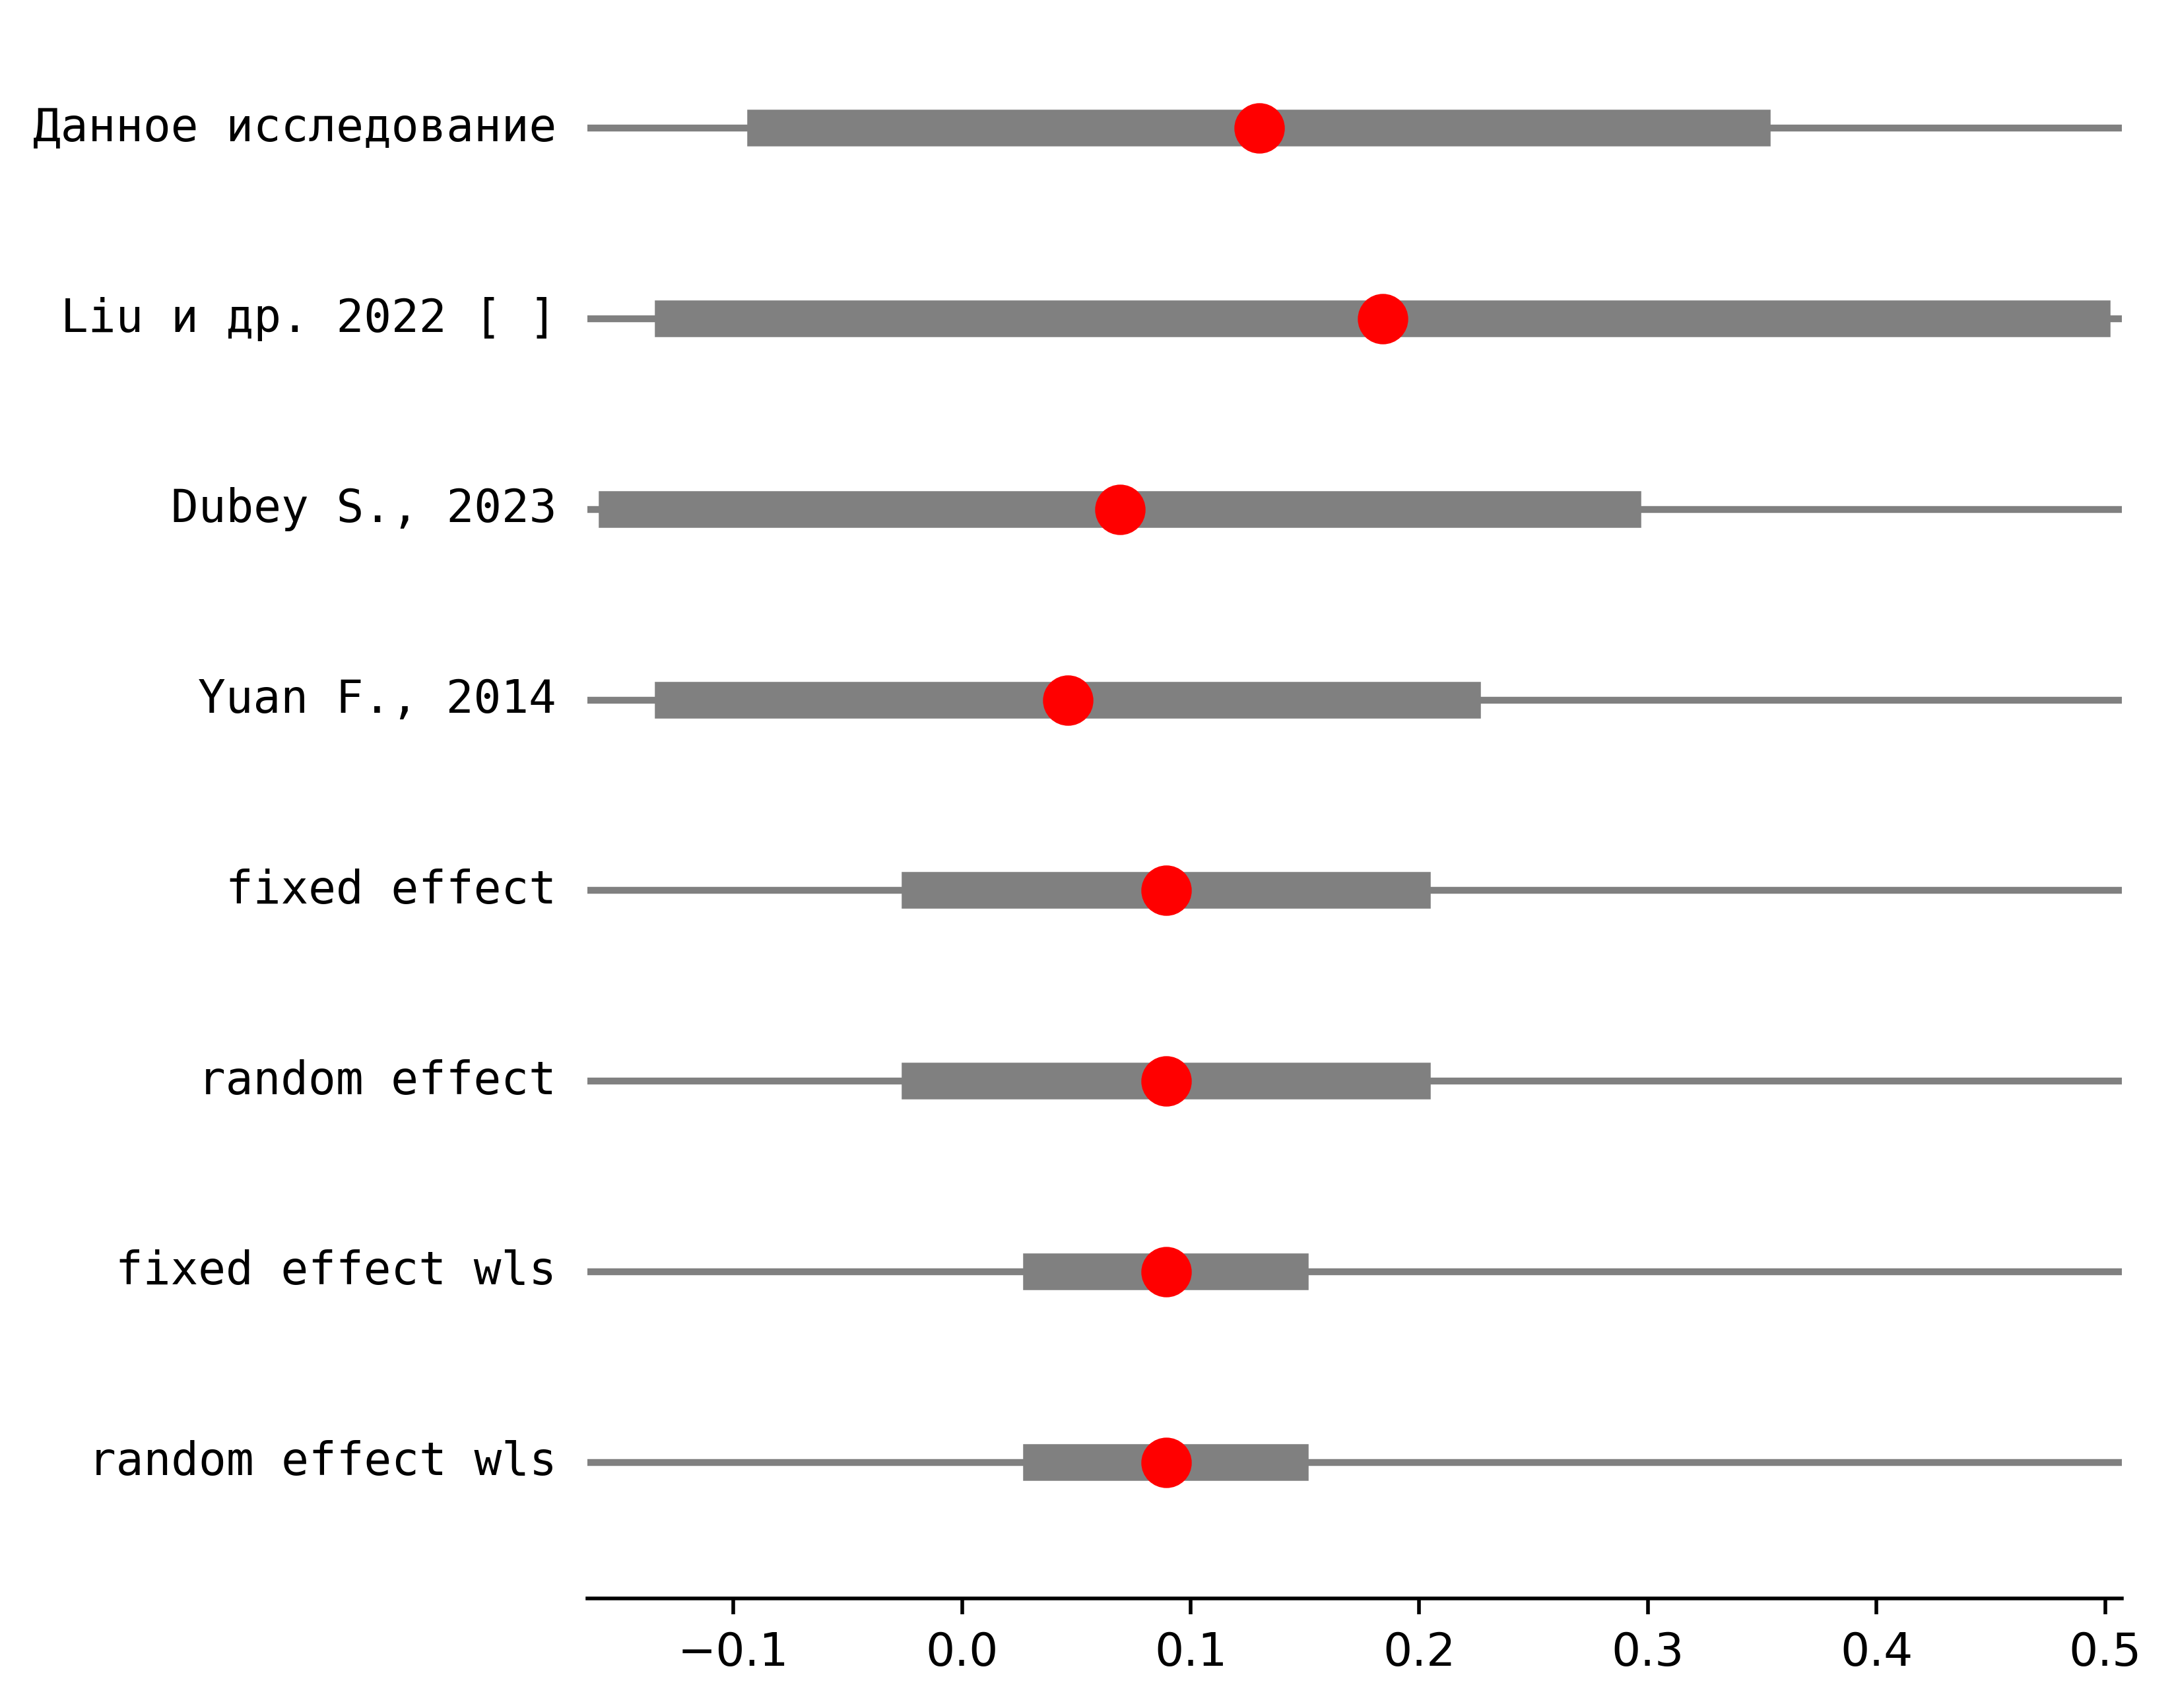 Данное исследование
Liu и др. 2022 [ ]
Dubey S., 2023
Yuan F., 2014
fixed effect
random effect
fixed effect wls
random effect wls
−0.1 0.0 0.1 0.2 0.3 0.4 0.5